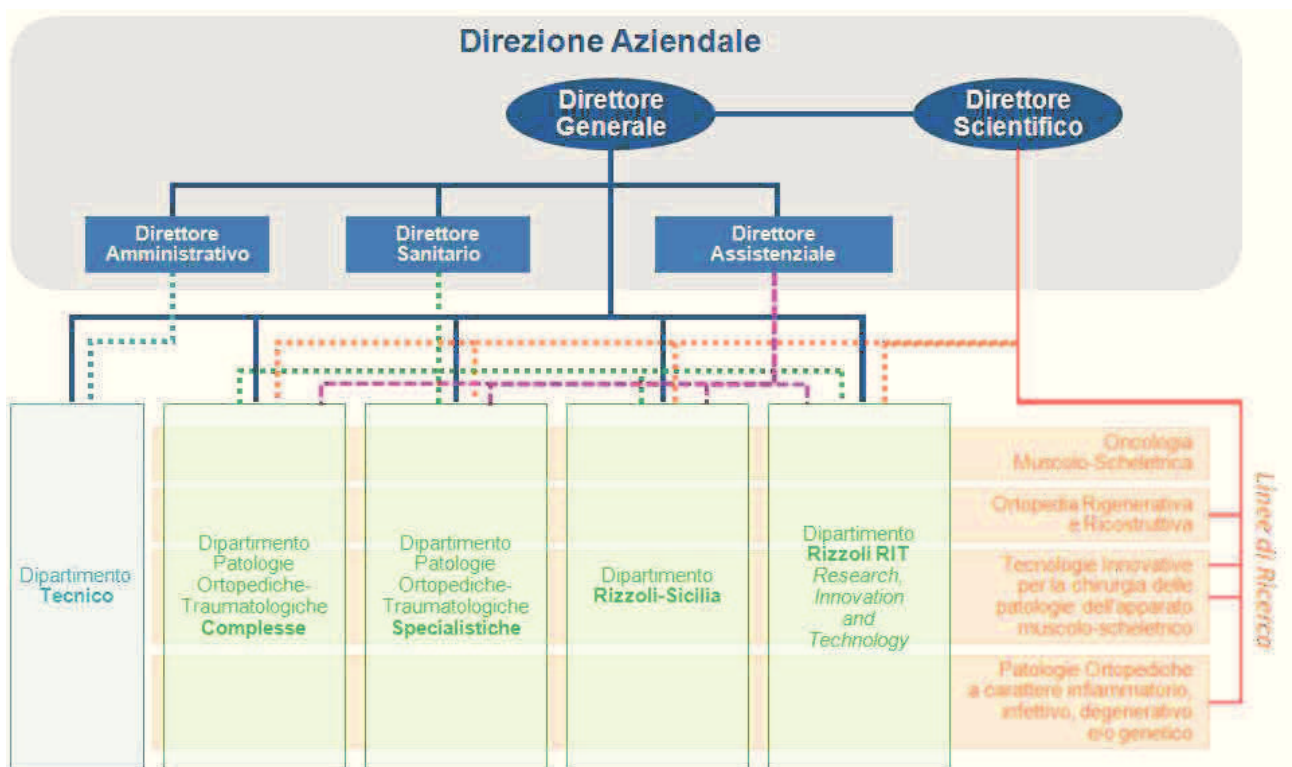 Direzione Aziendale
Direttore
Generale
Direttore
Scientifico
Direttore
Amministrativo
Direttore
Sanitario
Direttore
Assistenziale
Dipartimento
Tecnico
Dipartimento
Patologie
Ortopediche-
Traumatologiche
Complesse
Dipartimento
Patologie
Ortopediche-
Traumatologiche
Specialistiche
Dipartimento
Rizzoli-Sicilia
Dipartimento
Rizzoli RIT
Research,
Innovation
and
Technology
Oncologia
Muscolo-Scheletrica
Ortopedia Rigenerativa
e Ricostruttiva
Tecnologie Innovative
per la chirurgia delle
patologie dell'apparato
muscolo-scheletrico
Patologie Ortopediche
a carattere infiammatorio,
infettivo, degenerativo
e/o genetico
Linee di Ricerca